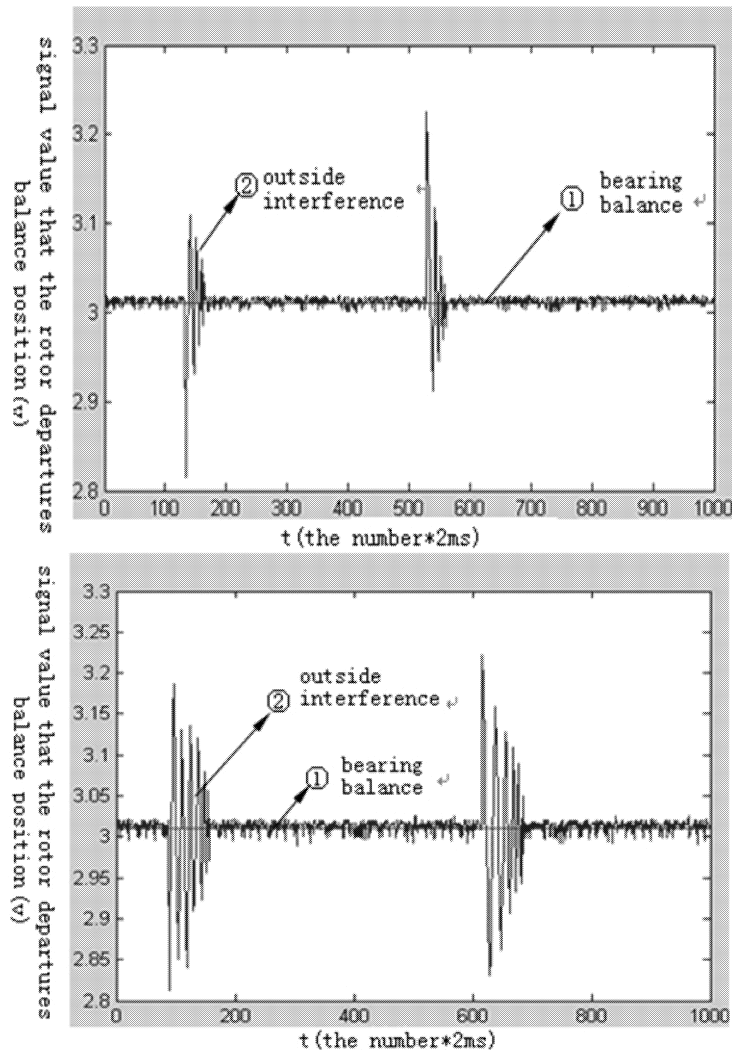 signal value that the rotor departures
balance position(v)
3.3
3.2
3.1
3
2.9
2.8
② outside
interference ↵
① bearing
balance ↵
0 100 200 300 400 500 600 700 800 900 1000
t(the number*2ms)
signal value that the rotor departures
balance position(v)
3.3
3.25
3.2
3.15
3.1
3.05
3
2.95
2.9
2.85
2.8
② outside
interference ↵
① bearing
balance ↵
0 200 400 600 800 1000
t(the number*2ms)